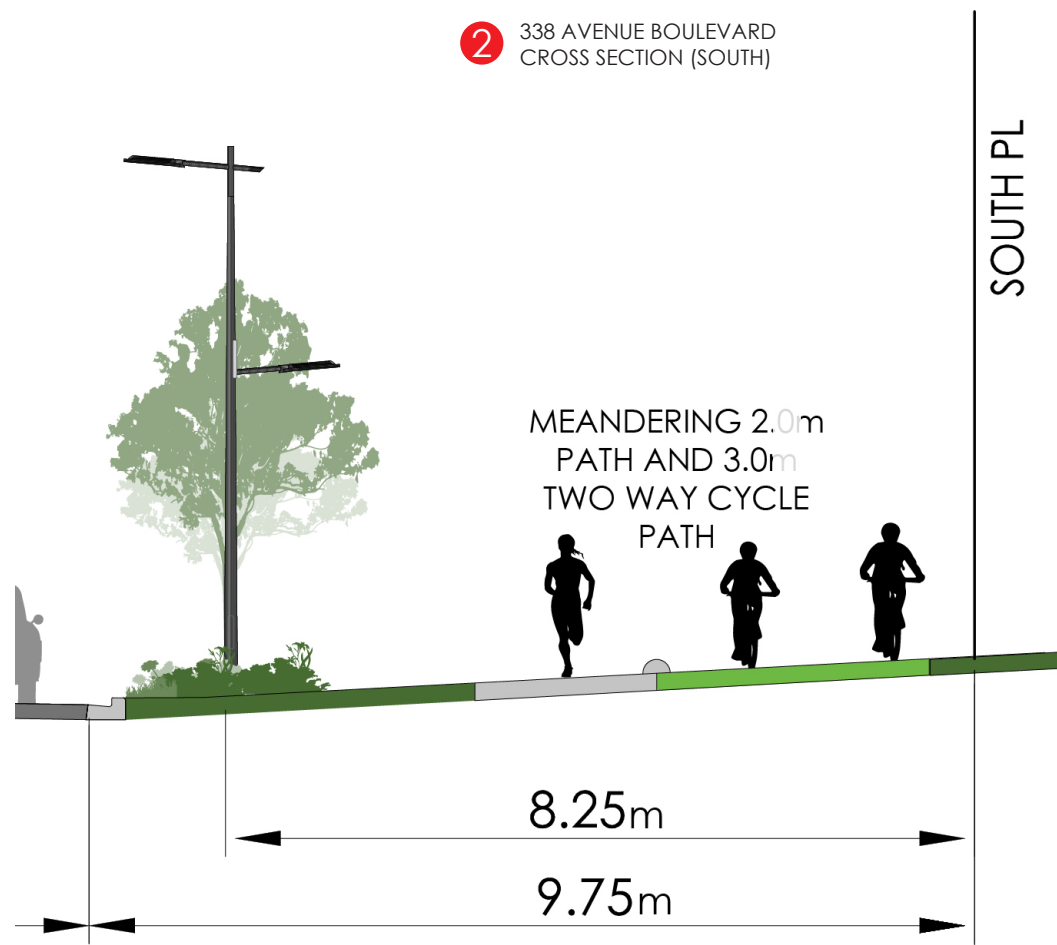 2
338 AVENUE BOULEVARD
CROSS SECTION (SOUTH)
SOUTH PL
MEANDERING 2.0m
PATH AND 3.0m
TWO WAY CYCLE
PATH
8.25m
9.75m